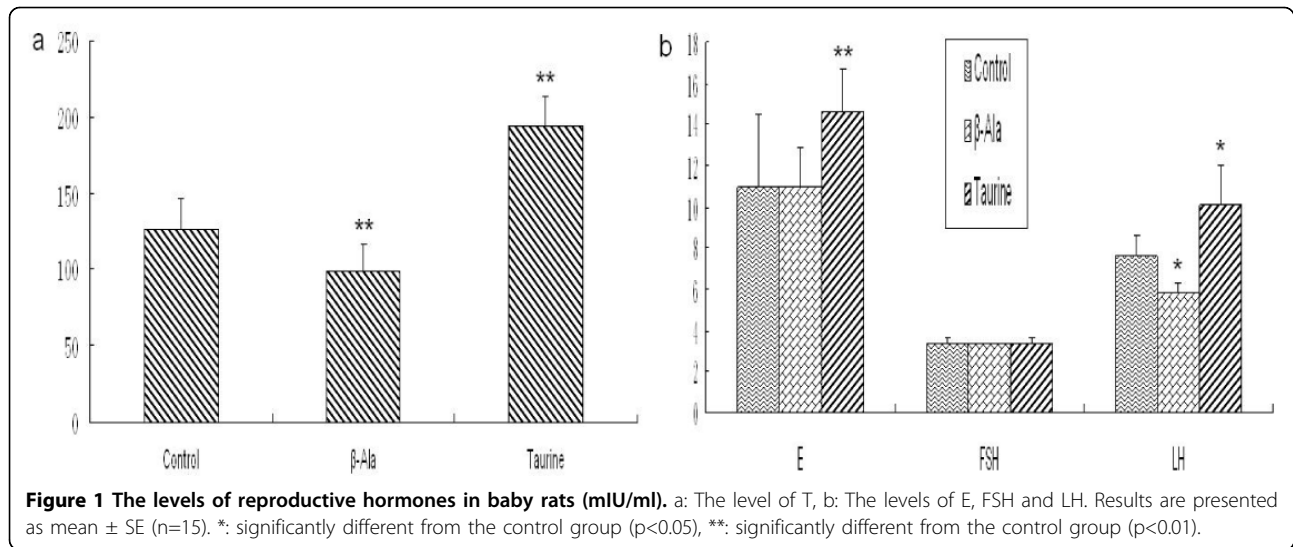 a
250
200
150
100
50
0
Control
β-Ala
Taurine
**
**
b
18
16
14
12
10
8
6
4
2
0
E
FSH
LH
**
*
*
Control
β-Ala
Taurine
Figure 1 The levels of reproductive hormones in baby rats (mIU/ml). a: The level of T, b: The levels of E, FSH and LH. Results are presented
as mean ± SE (n=15). *: significantly different from the control group (p<0.05), **: significantly different from the control group (p<0.01).